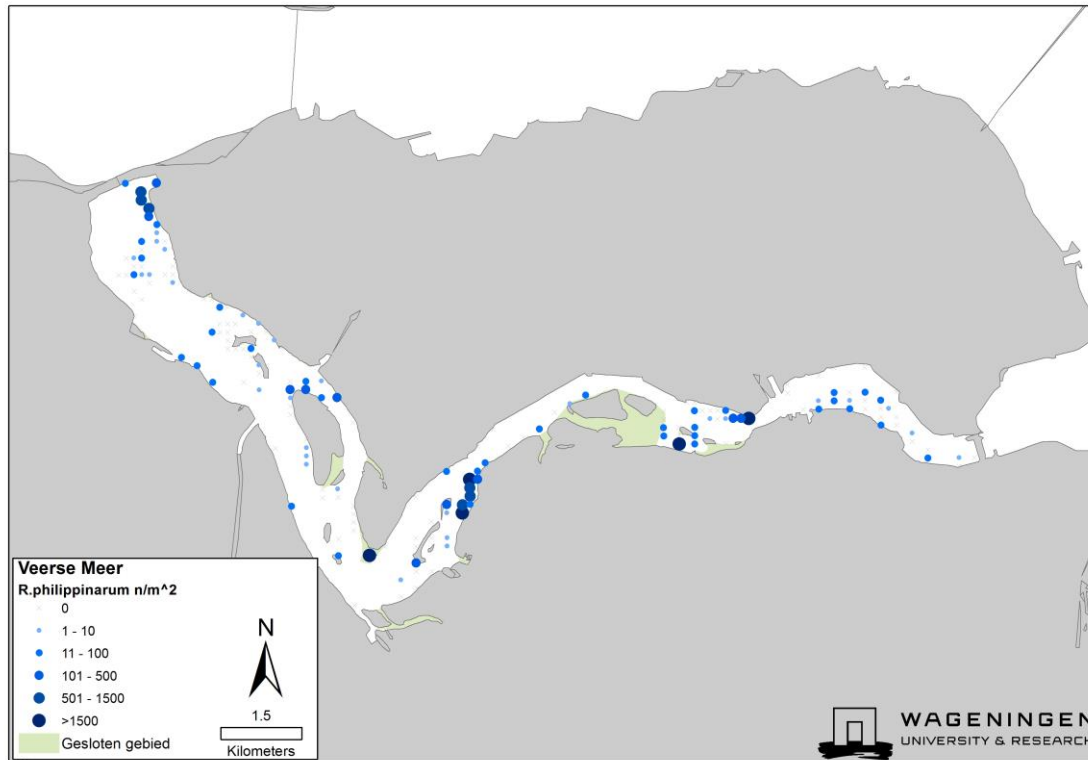 Veerse Meer
R.philippinarum n/m^2
0
1 - 10
11 - 100
101 - 500
501 - 1500
>1500
Gesloten gebied
N
1.5
Kilometers
WAGENINGEN
UNIVERSITY & RESEARCH